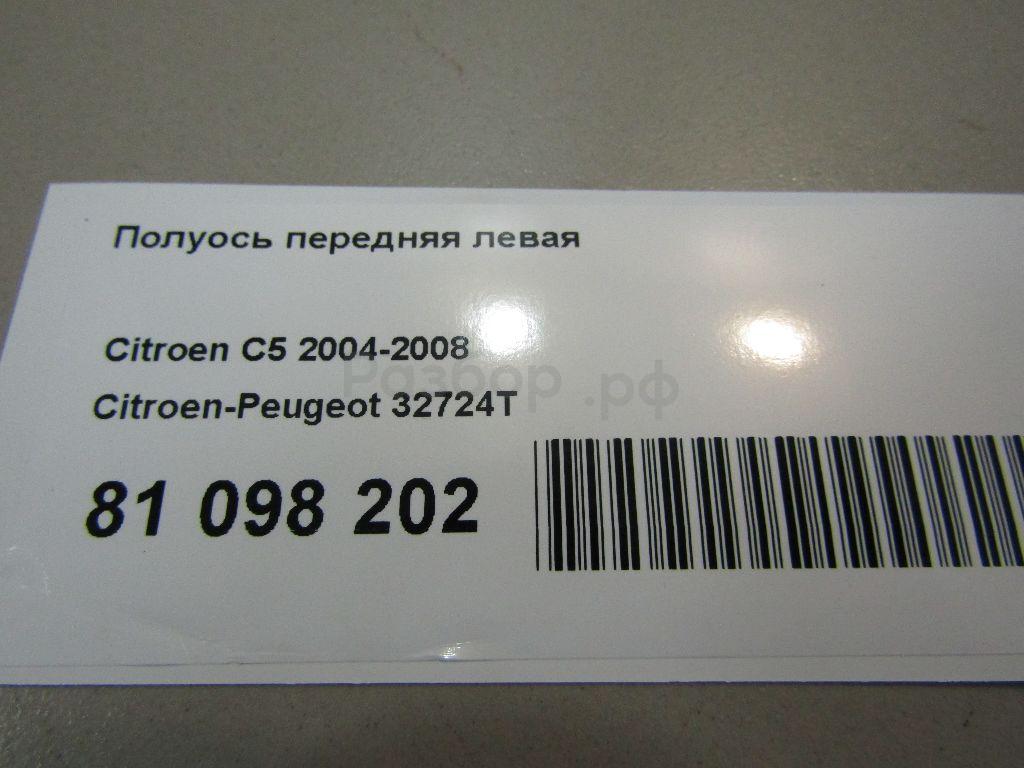 Полуось передняя левая
Citroen C5 2004-2008
Разбор.рф
Citroen-Peugeot 32724T
81 098 202